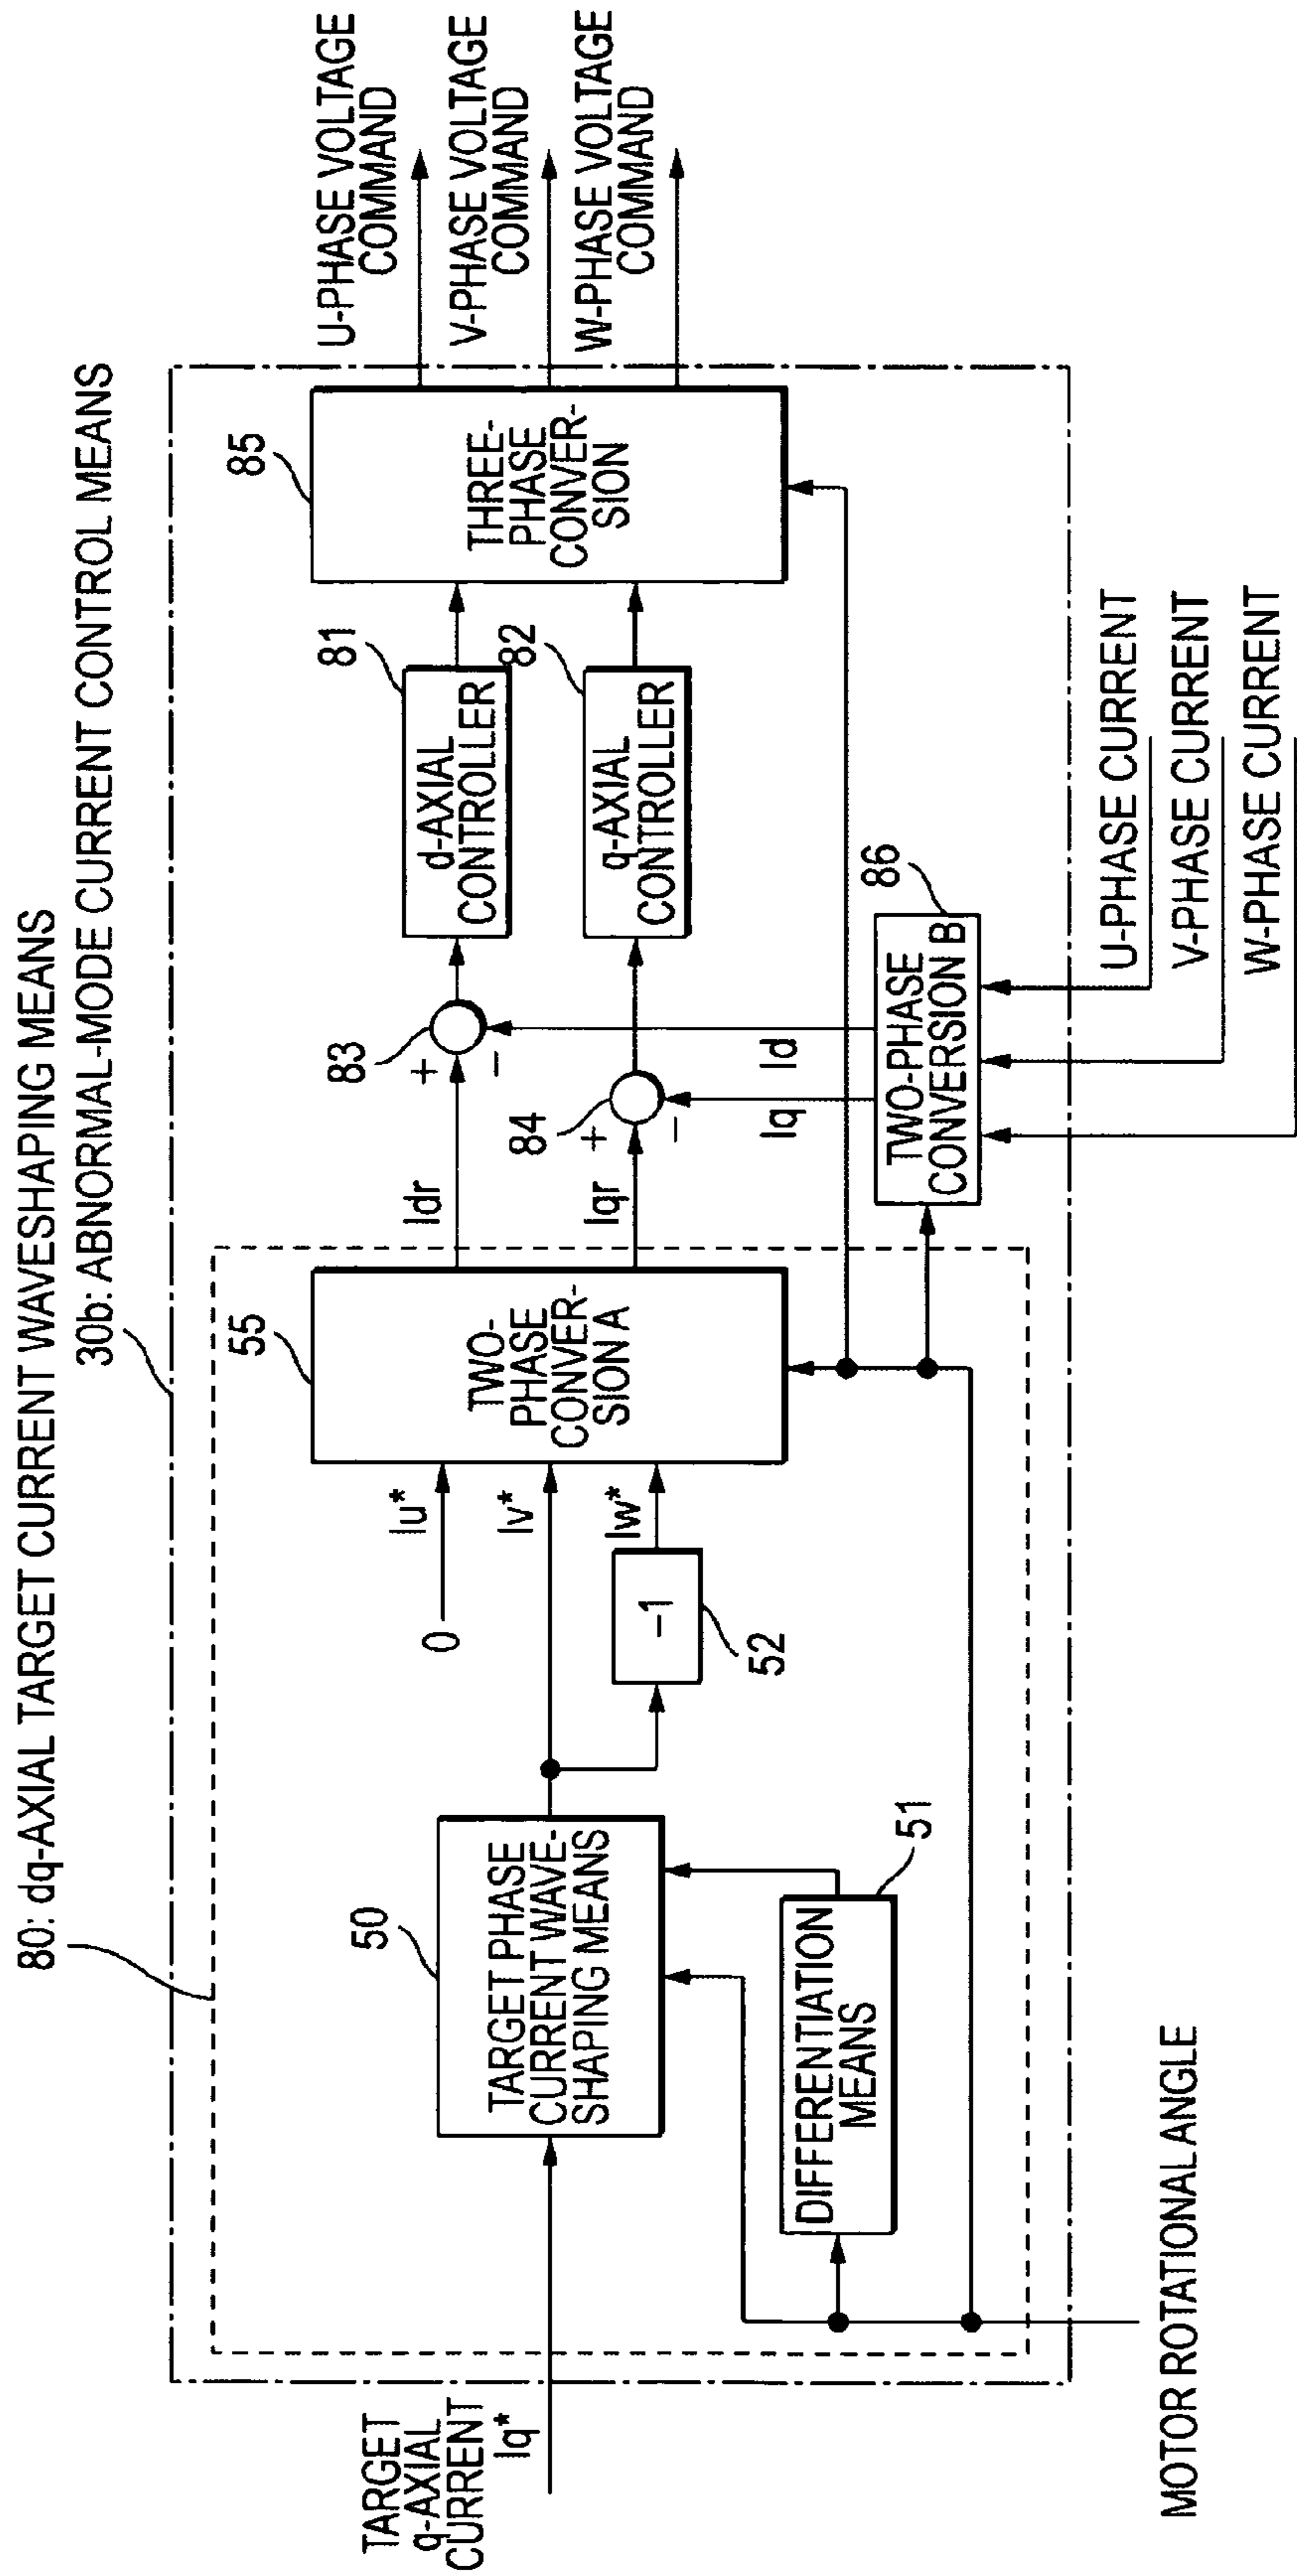 80: dq-AXIAL TARGET CURRENT WAVESHAPING MEANS
30b: ABNORMAL-MODE CURRENT CONTROL MEANS
TARGET
q-AXIAL
CURRENT
Iq*
50
TARGET PHASE
CURRENT WAVE-
SHAPING MEANS
DIFFERENTIATION
MEANS
51
MOTOR ROTATIONAL ANGLE
0
Iu*
Iv*
Iw*
-1
52
55
TWO-
PHASE
CONVER-
SION A
Idr
Iqr
83
+
−
84
+
−
Iq
Id
81
d-AXIAL
CONTROLLER
82
q-AXIAL
CONTROLLER
86
TWO-PHASE
CONVERSION B
U-PHASE CURRENT
V-PHASE CURRENT
W-PHASE CURRENT
85
THREE-
PHASE
CONVER-
SION
U-PHASE VOLTAGE
COMMAND
V-PHASE VOLTAGE
COMMAND
W-PHASE VOLTAGE
COMMAND